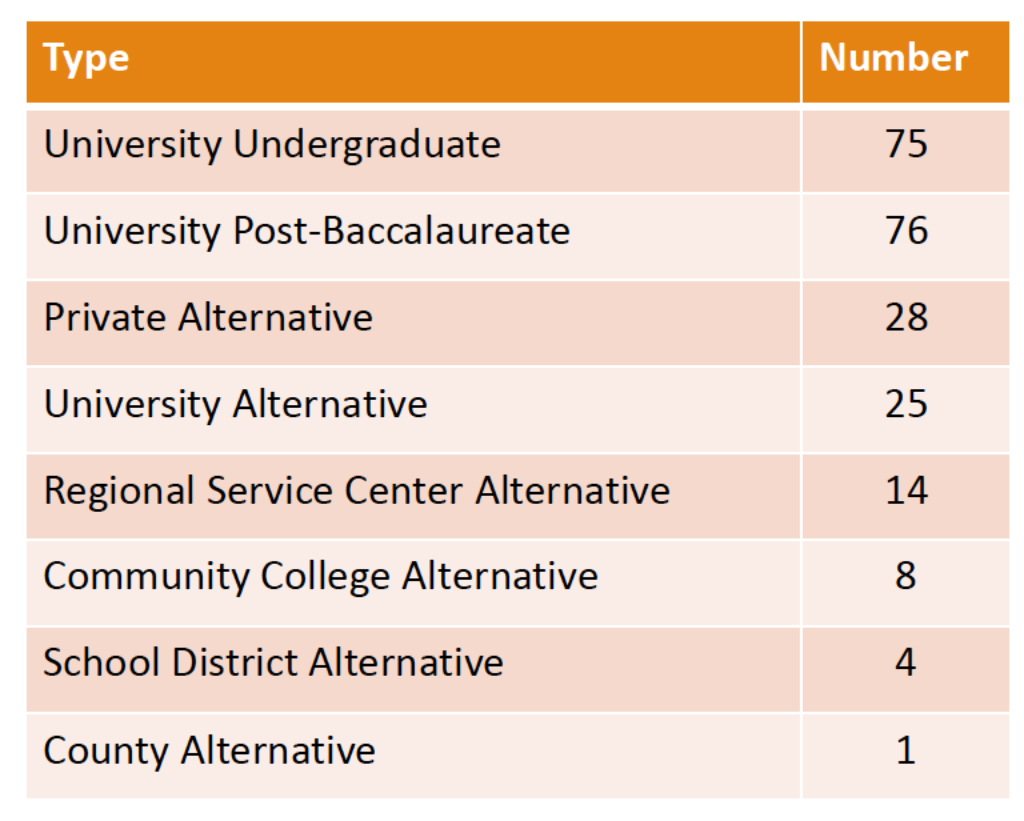 Type Number
University Undergraduate 75
University Post-Baccalaureate 76
Private Alternative 28
University Alternative 25
Regional Service Center Alternative 14
Community College Alternative 8
School District Alternative 4
County Alternative 1